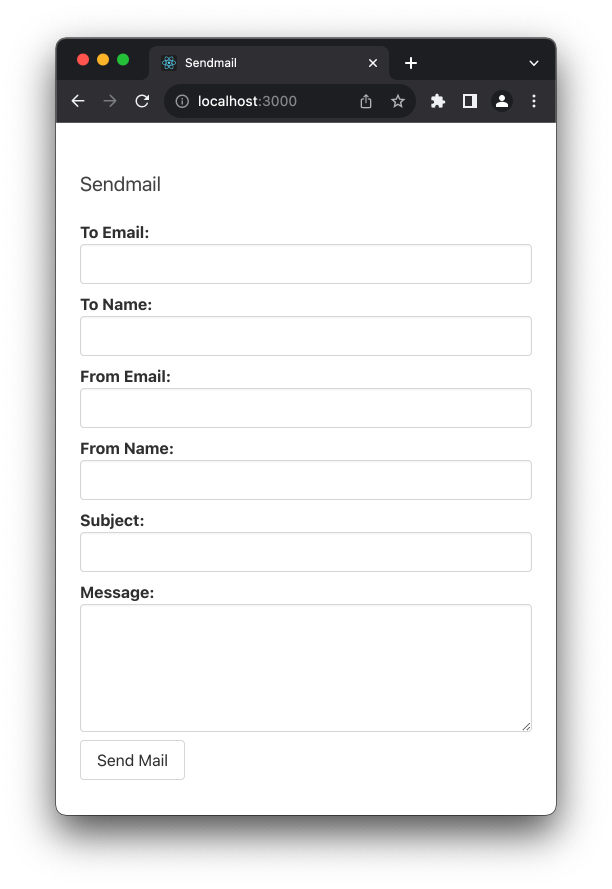 Sendmail
localhost:3000
Sendmail
To Email:
To Name:
From Email:
From Name:
Subject:
Message:
Send Mail